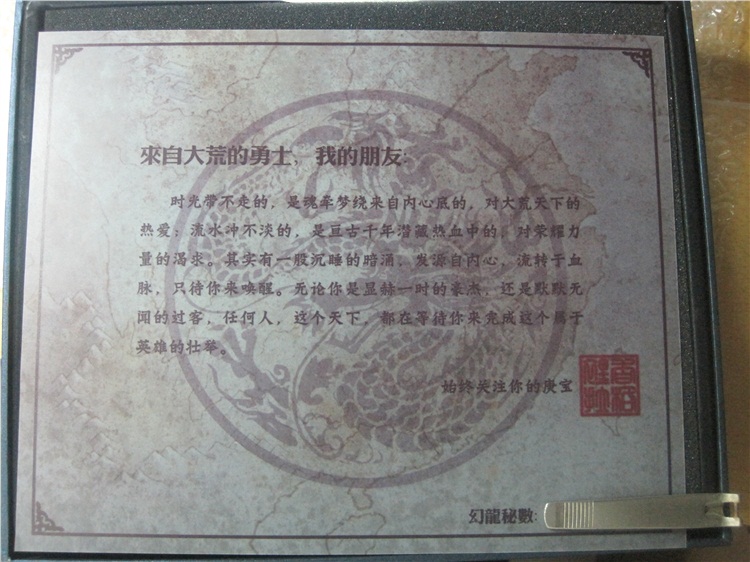 來自大荒的勇士，我的朋友：
时光带不走的，是魂牵梦绕来自内心底的，对大荒天下的
热爱；流水冲不淡的，是亘古千年潜藏热血中的，对荣耀力
量的渴求。其实有一股沉睡的暗涌，发源自内心，流转于血
脉，只待你来唤醒。无论你是显赫一时的豪杰，还是默默无
闻的过客，任何人，这个天下，都在等待你来完成这个属于
英雄的壮举。
始终关注你的庚宝
幻龍秘數：